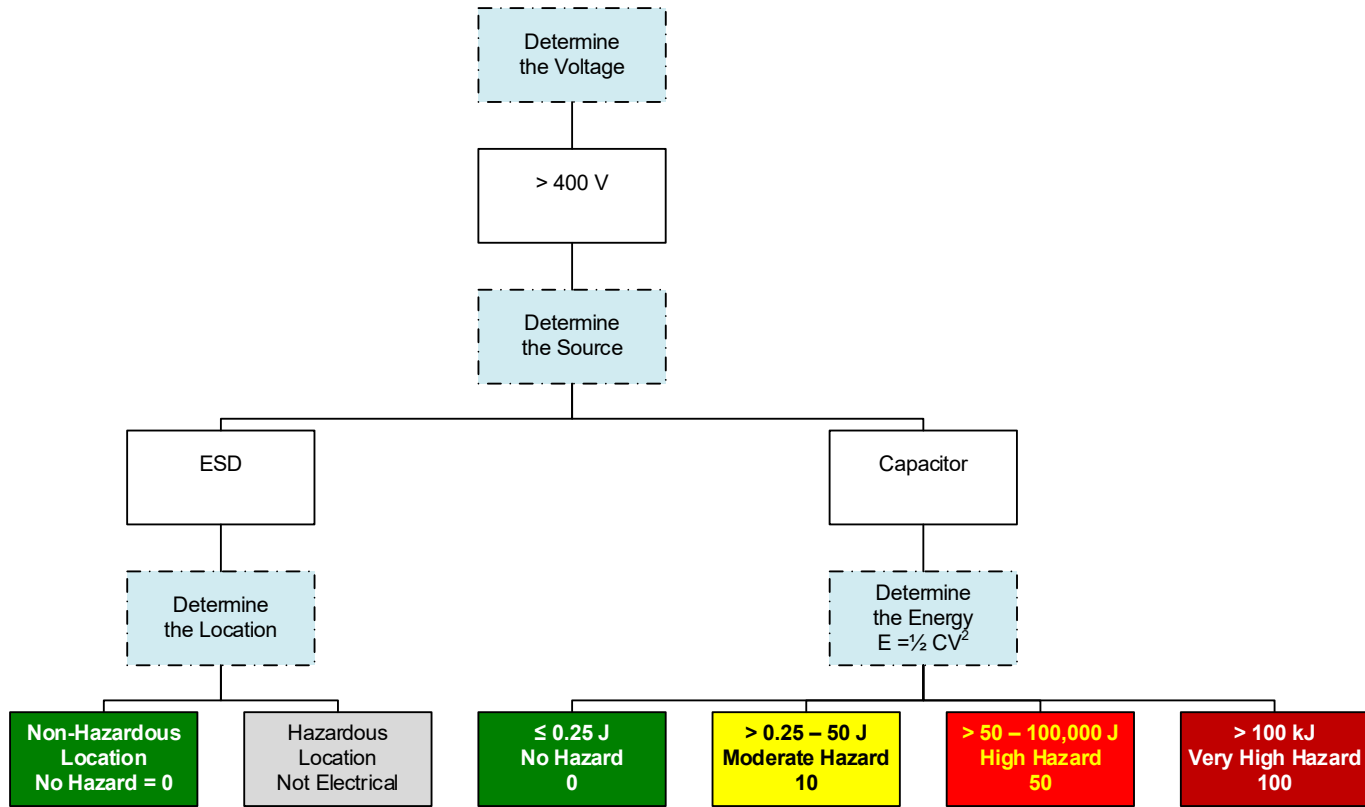 Determine
the Voltage
> 400 V
Determine
the Source
ESD
Capacitor
Determine
the Location
Determine
the Energy
E =½ CV²
Non-Hazardous
Location
No Hazard = 0
Hazardous
Location
Not Electrical
≤ 0.25 J
No Hazard
0
> 0.25 – 50 J
Moderate Hazard
10
> 50 – 100,000 J
High Hazard
50
> 100 kJ
Very High Hazard
100